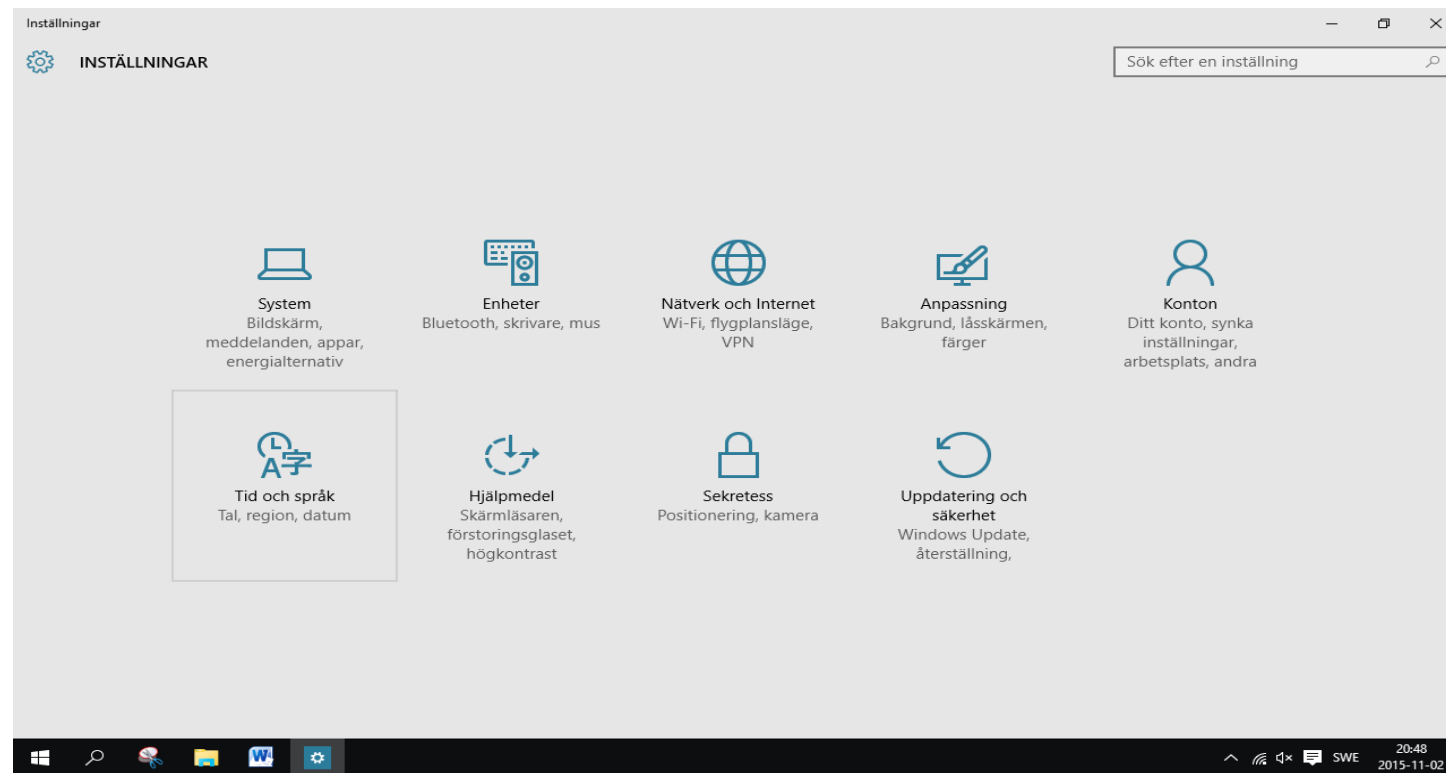 Inställningar
INSTÄLLNINGAR
Sök efter en inställning
System
Bildskärm,
meddelanden, appar,
energialternativ
Enheter
Bluetooth, skrivare, mus
Nätverk och Internet
Wi-Fi, flygplansläge,
VPN
Anpassning
Bakgrund, låsskärmen,
färger
Konton
Ditt konto, synka
inställningar,
arbetsplats, andra
Tid och språk
Tal, region, datum
Hjälpmedel
Skärmläsaren,
förstoringsglaset,
högkontrast
Sekretess
Positionering, kamera
Uppdatering och
säkerhet
Windows Update,
återställning,
SWE
20:48
2015-11-02